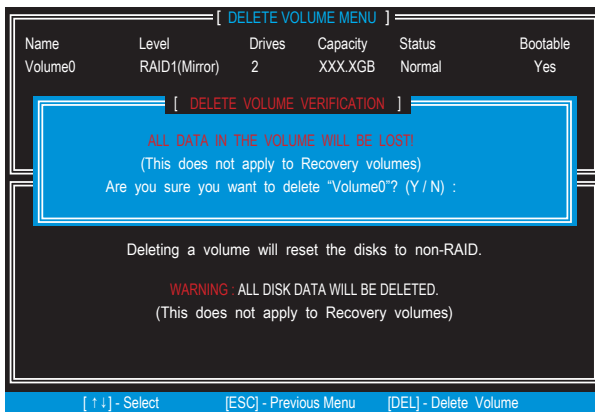 [ DELETE VOLUME MENU ]
Name Level Drives Capacity Status Bootable
Volume0 RAID1(Mirror) 2 XXX.XGB Normal Yes
[ DELETE VOLUME VERIFICATION ]
ALL DATA IN THE VOLUME WILL BE LOST!
(This does not apply to Recovery volumes)
Are you sure you want to delete “Volume0”? (Y / N) :
Deleting a volume will reset the disks to non-RAID.
WARNING : ALL DISK DATA WILL BE DELETED.
(This does not apply to Recovery volumes)
[ ↑↓] - Select [ESC] - Previous Menu [DEL] - Delete Volume